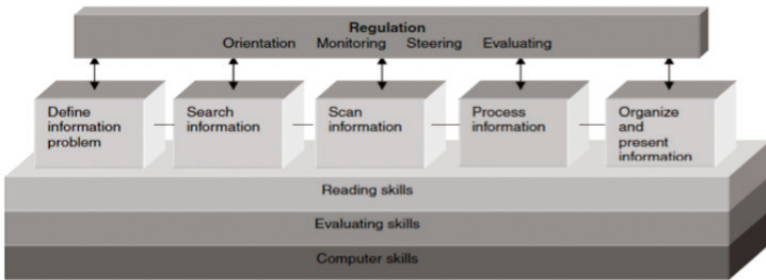 Regulation
Orientation Monitoring Steering Evaluating
Define
information
problem
Search
information
Scan
information
Process
information
Organize
and
present
information
Reading skills
Evaluating skills
Computer skills